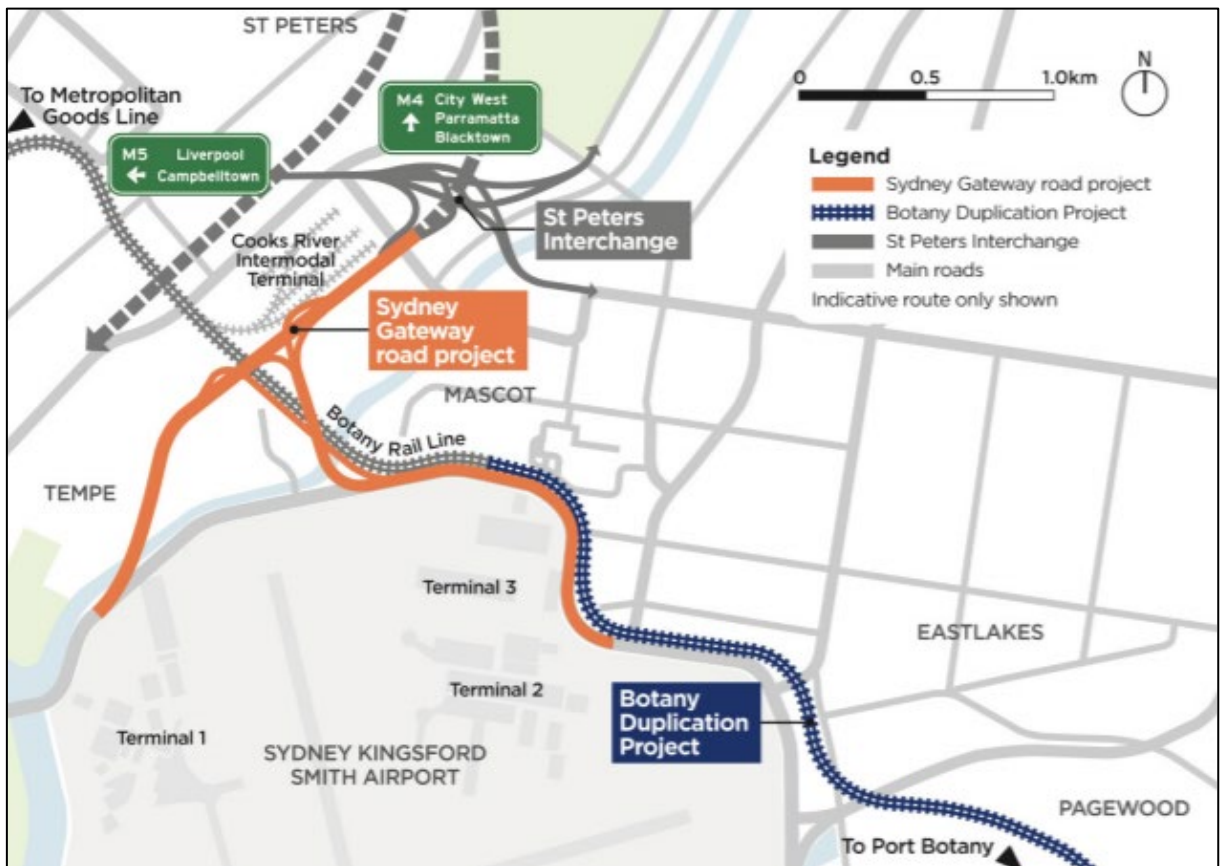 ST PETERS
To Metropolitan
Goods Line
M5 Liverpool
Campbelltown
M4 City West
Parramatta
Blacktown
0 0.5 1.0km
N
Legend
Sydney Gateway road project
Botany Duplication Project
St Peters Interchange
Main roads
Indicative route only shown
St Peters
Interchange
Cooks River
Intermodal
Terminal
Sydney
Gateway
road project
MASCOT
Botany Rail Line
TEMPE
Terminal 3
EASTLAKES
Terminal 2
Botany
Duplication
Project
Terminal 1
SYDNEY KINGSFORD
SMITH AIRPORT
PAGEWOOD
To Port Botany